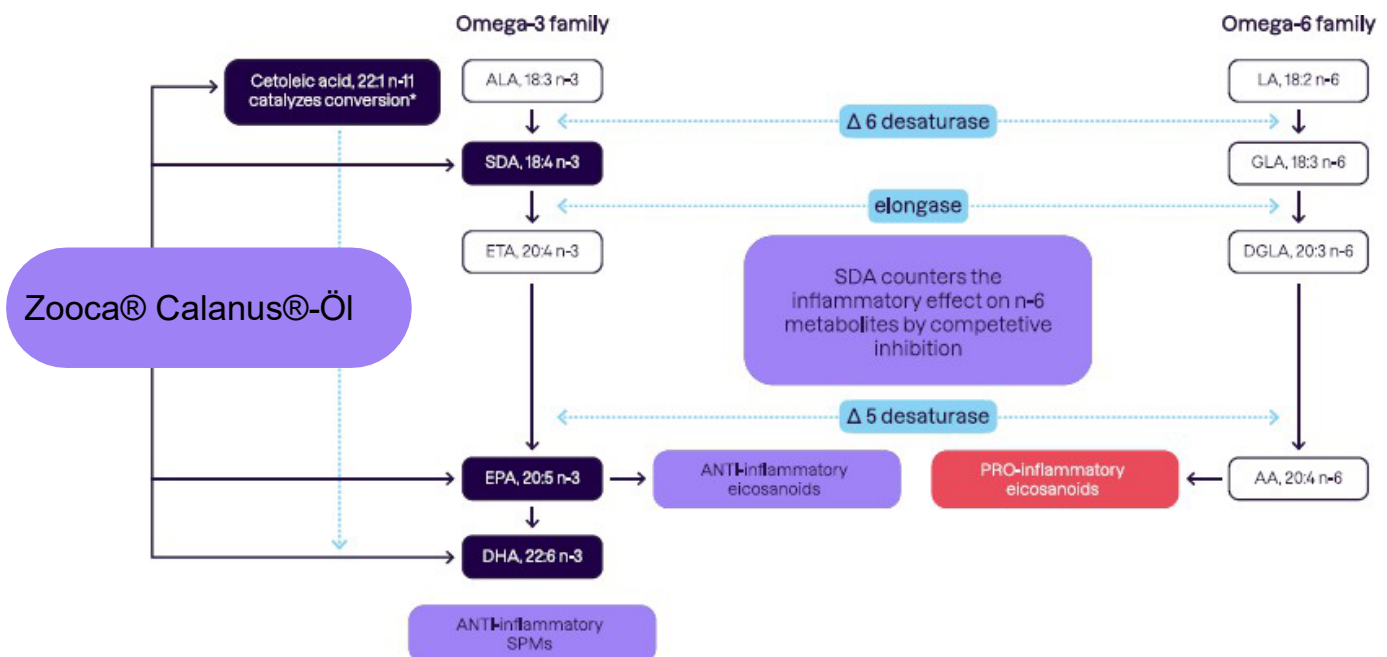 Omega-3 family
Omega-6 family
Cetoleic acid, 22:1 n-11
catalyzes conversion*
ALA, 18:3 n-3
LA, 18:2 n-6
Δ 6 desaturase
SDA, 18:4 n-3
GLA, 18:3 n-6
elongase
ETA, 20:4 n-3
DGLA, 20:3 n-6
Zooca® Calanus®-Öl
SDA counters the
inflammatory effect on n-6
metabolites by competetive
inhibition
Δ 5 desaturase
EPA, 20:5 n-3
ANTI-inflammatory
eicosanoids
PRO-inflammatory
eicosanoids
AA, 20:4 n-6
DHA, 22:6 n-3
ANTI-inflammatory
SPMs